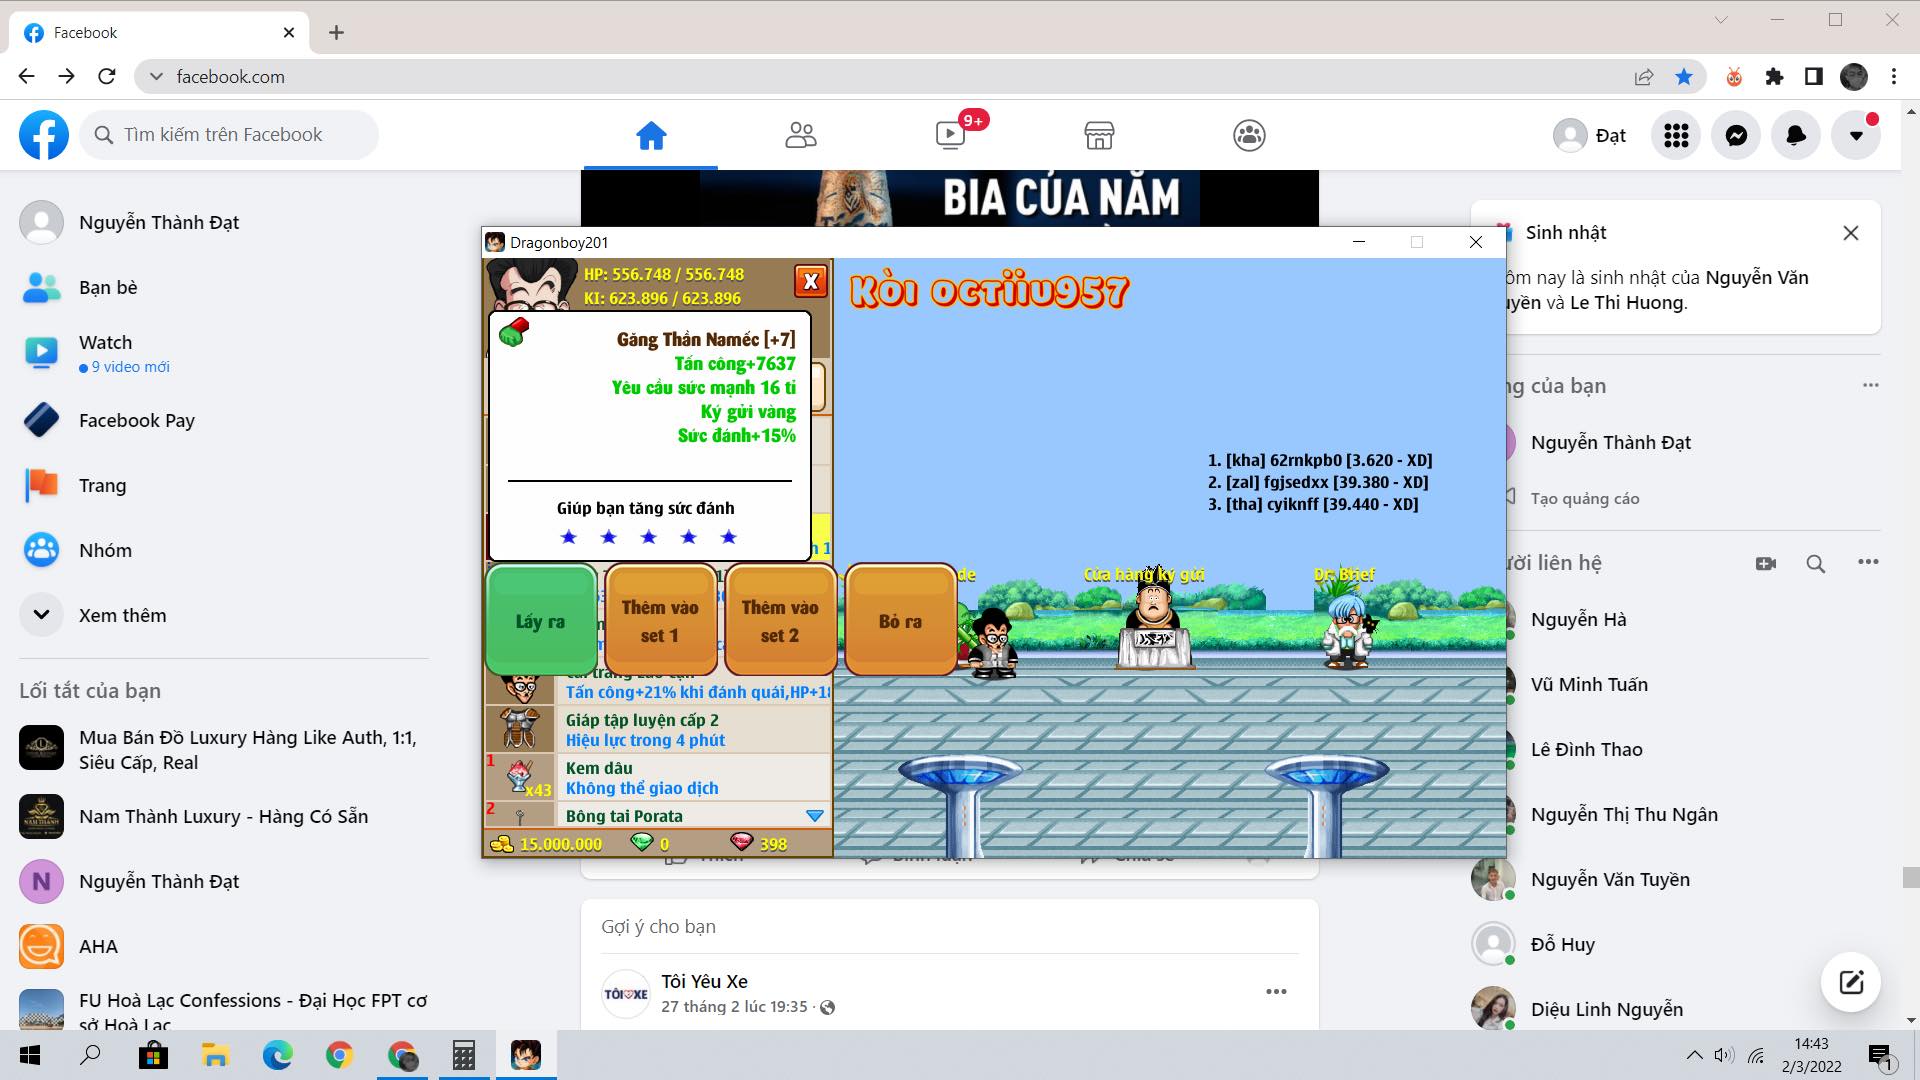 Facebook
facebook.com
Tìm kiếm trên Facebook
9+
Đạt
Nguyễn Thành Đạt
Bạn bè
Watch
9 video mới
Facebook Pay
Trang
Nhóm
Xem thêm
Lối tắt của bạn
Mua Bán Đồ Luxury Hàng Like Auth, 1:1,
Siêu Cấp, Real
Nam Thành Luxury - Hàng Có Sẵn
N
Nguyễn Thành Đạt
AHA
FU Hoà Lạc Confessions - Đại Học FPT cơ
sở Hoà Lạc
BIA CỦA NĂM
Dragonboy201
HP: 556.748 / 556.748
KI: 623.896 / 623.896
X
Găng Thần Namếc [+7]
Tấn công+7637
Yêu cầu sức mạnh 16 tỉ
Ký gửi vàng
Sức đánh+15%
Giúp bạn tăng sức đánh
Lấy ra
Thêm vào
set 1
Thêm vào
set 2
Bỏ ra
Tấn công+21% khi đánh quái,HP+18
Giáp tập luyện cấp 2
Hiệu lực trong 4 phút
1
x43
Kem dâu
Không thể giao dịch
2
Bông tai Porata
15.000.000
0
398
Kòi octiiu957
1. [kha] 62rnkpb0 [3.620 - XD]
2. [zal] fgjsedxx [39.380 - XD]
3. [tha] cyiknff [39.440 - XD]
de
Cửa hàng ký gửi
Dr. Brief
Gợi ý cho bạn
TÔI YÊU XE
Tôi Yêu Xe
27 tháng 2 lúc 19:35
Sinh nhật
ôm nay là sinh nhật của Nguyễn Văn
yền và Le Thi Huong.
g của bạn
Nguyễn Thành Đạt
Tạo quảng cáo
ười liên hệ
Nguyễn Hà
Vũ Minh Tuấn
Lê Đình Thao
Nguyễn Thị Thu Ngân
Nguyễn Văn Tuyền
Đỗ Huy
Diệu Linh Nguyễn
14:43
2/3/2022
1